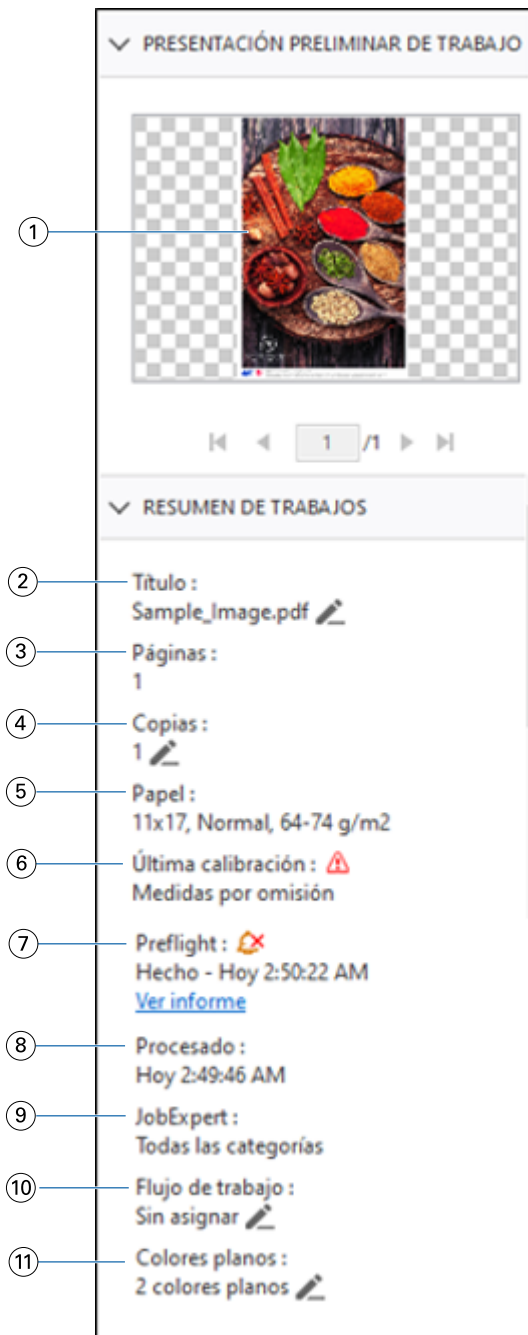 PRESENTACIÓN PRELIMINAR DE TRABAJO
1
1 /1
RESUMEN DE TRABAJOS
2
Título :
Sample_Image.pdf
3
Páginas :
1
4
Copias :
1
5
Papel :
11x17, Normal, 64-74 g/m2
6
Última calibración :
Medidas por omisión
7
Preflight :
Hecho - Hoy 2:50:22 AM
Ver informe
8
Procesado :
Hoy 2:49:46 AM
9
JobExpert :
Todas las categorías
10
Flujo de trabajo :
Sin asignar
11
Colores planos :
2 colores planos